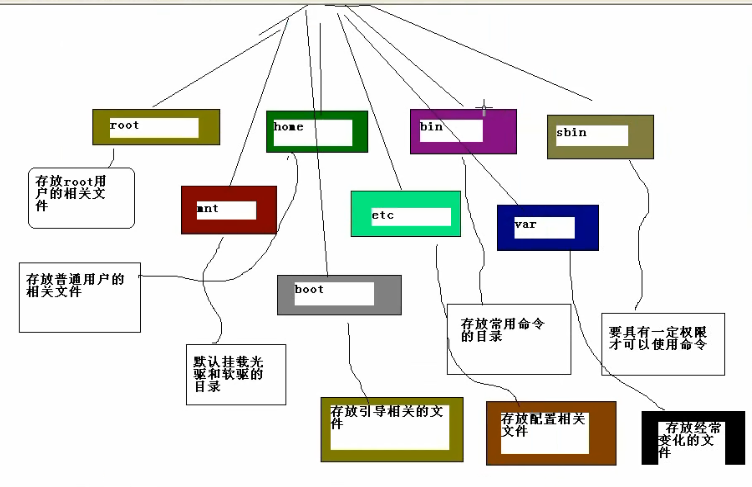 root
home
bin
sbin
存放root用
户的相关文
件
mnt
etc
var
存放普通用户的
相关文件
boot
存放常用命令
的目录
要具有一定权限
才可以使用命令
默认挂载光
驱和软驱的
目录
存放引导相关的文
件
存放配置相关
文件
存放经常
变化的文
件